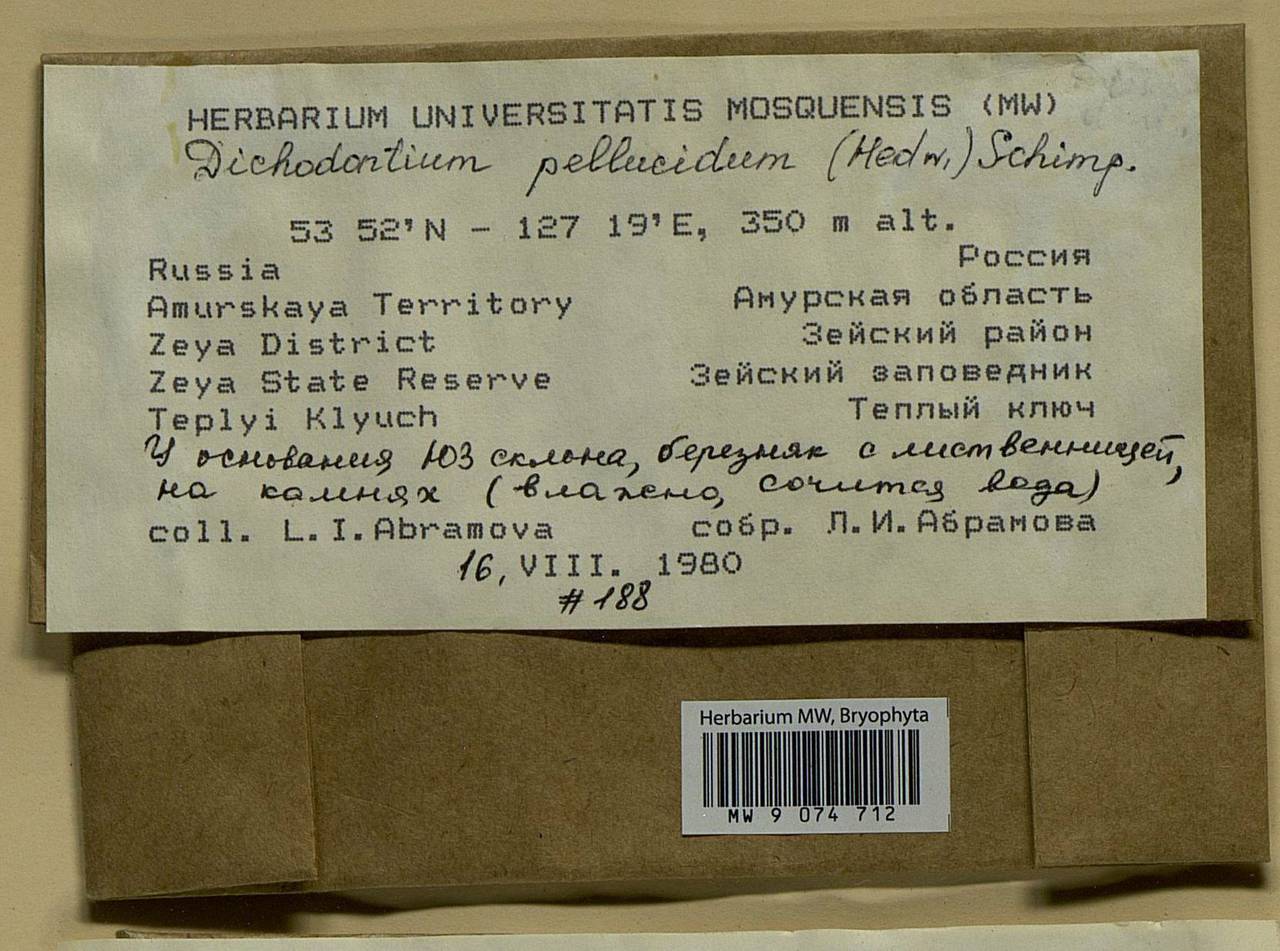 HERBARIUM UNIVERSITATIS MOSQUENSIS (MW)
Dichodontium pellucidum (Hedw.) Schimp.
53 52'N - 127 19'E, 350 m alt.
Russia Россия
Amurskaya Territory Амурская область
Zeya District Зейский район
Zeya State Reserve Зейский заповедник
Teplyi Klyuch Теплый ключ
У основания ЮЗ склона, березняк с лиственницей,
на камнях (влажно, сочится вода)
coll. L.I.Abramova собр. Л.И.Абрамова
16, VIII. 1980
# 188
Herbarium MW, Bryophyta
MW 9 074 712